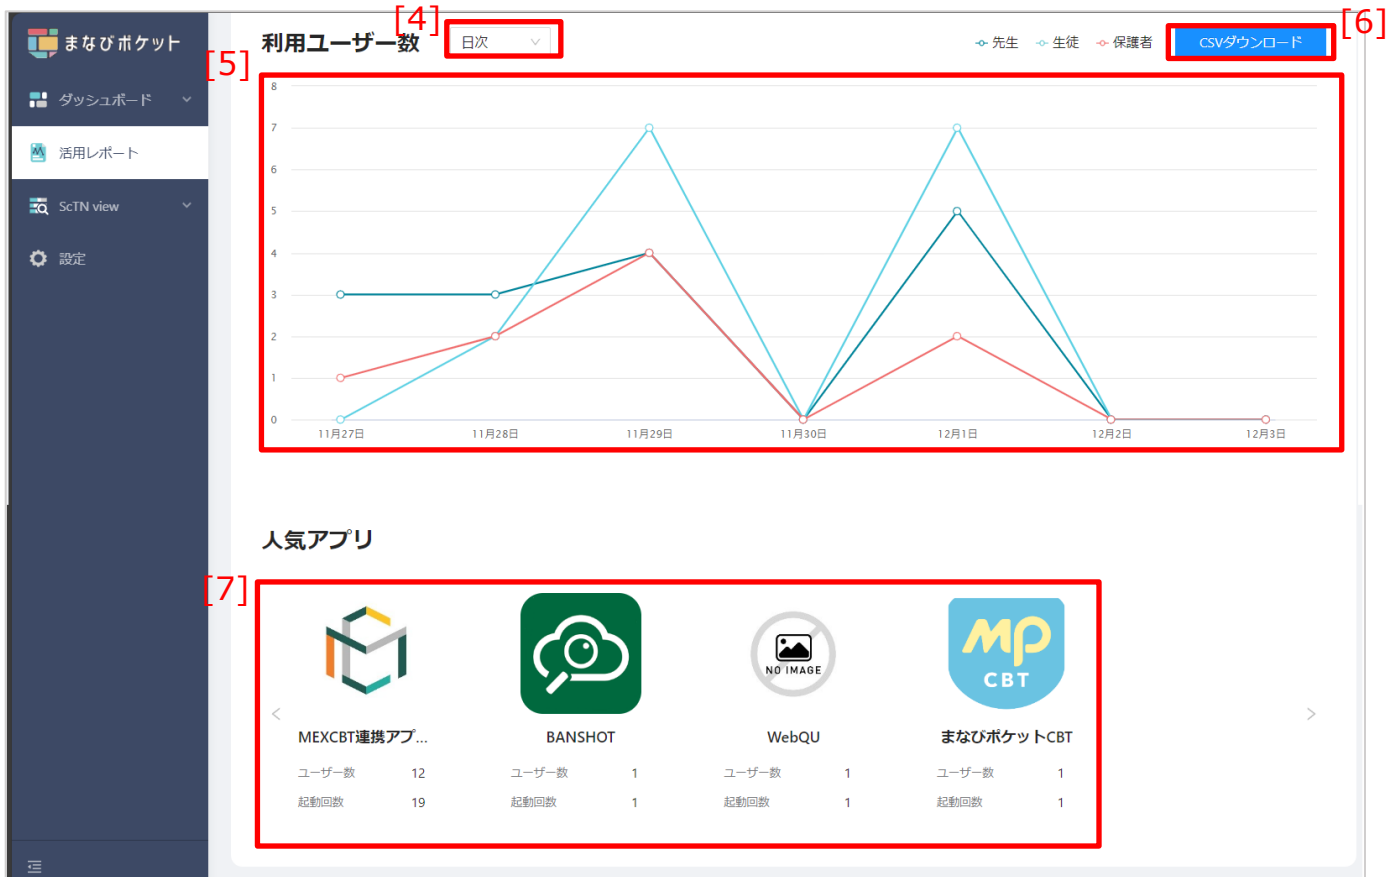 まなびポケット
ダッシュボード
活用レポート
ScTN view
設定
利用ユーザー数
[4]
日次
先生 生徒 保護者
CSVダウンロード
[6]
[5]
8
7
6
5
4
3
2
1
0
11月27日 11月28日 11月29日 11月30日 12月1日 12月2日 12月3日
人気アプリ
[7]
NO IMAGE
MP
CBT
MEXCBT連携アプ... BANSHOT WebQU まなびポケットCBT
ユーザー数 12 ユーザー数 1 ユーザー数 1 ユーザー数 1
起動回数 19 起動回数 1 起動回数 1 起動回数 1